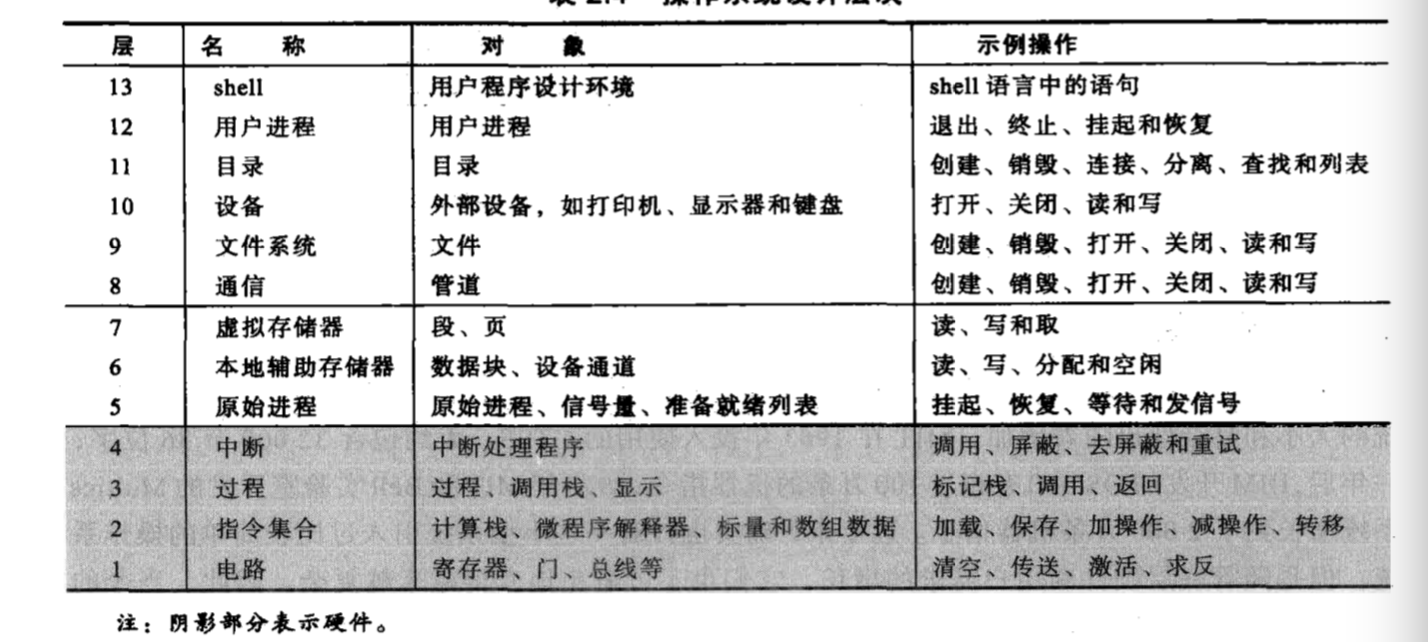 表 2.4 操作系统设计层次
层 名 称 对 象 示例操作
13 shell 用户程序设计环境 shell 语言中的语句
12 用户进程 用户进程 退出、终止、挂起和恢复
11 目录 目录 创建、销毁、连接、分离、查找和列表
10 设备 外部设备，如打印机、显示器和键盘 打开、关闭、读和写
9 文件系统 文件 创建、销毁、打开、关闭、读和写
8 通信 管道 创建、销毁、打开、关闭、读和写
7 虚拟存储器 段、页 读、写和取
6 本地辅助存储器 数据块、设备通道 读、写、分配和空闲
5 原始进程 原始进程、信号量、准备就绪列表 挂起、恢复、等待和发信号
4 中断 中断处理程序 调用、屏蔽、去屏蔽和重试
3 过程 过程、调用栈、显示 标记栈、调用、返回
2 指令集合 计算栈、微程序解释器、标量和数组数据 加载、保存、加操作、减操作、转移
1 电路 寄存器、门、总线等 清空、传送、激活、求反
注：阴影部分表示硬件。